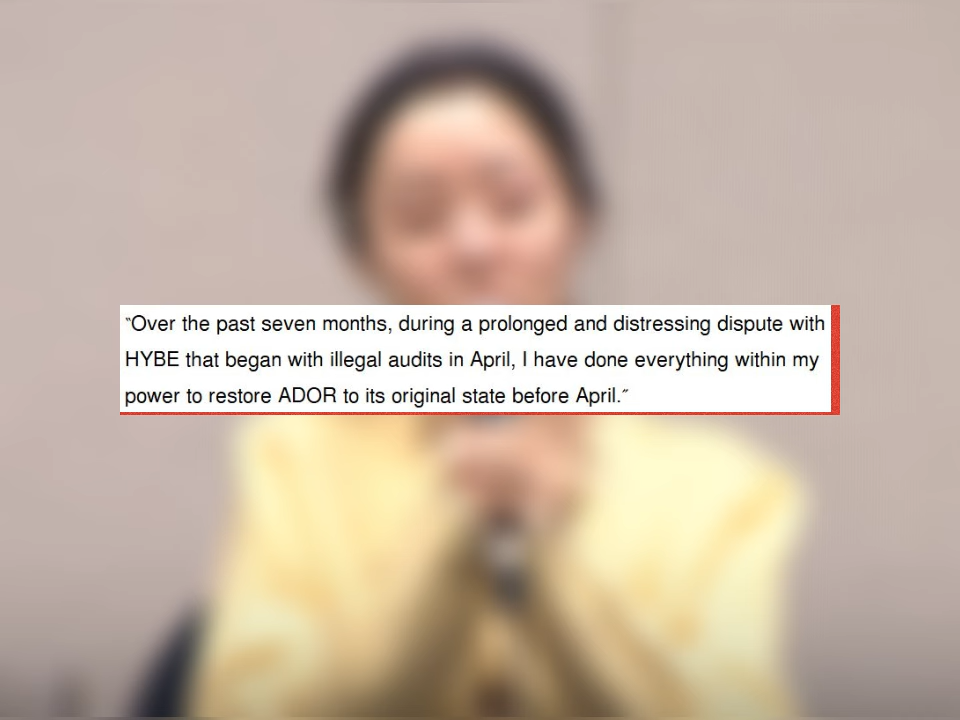 "Over the past seven months, during a prolonged and distressing dispute with
HYBE that began with illegal audits in April, I have done everything within my
power to restore ADOR to its original state before April."